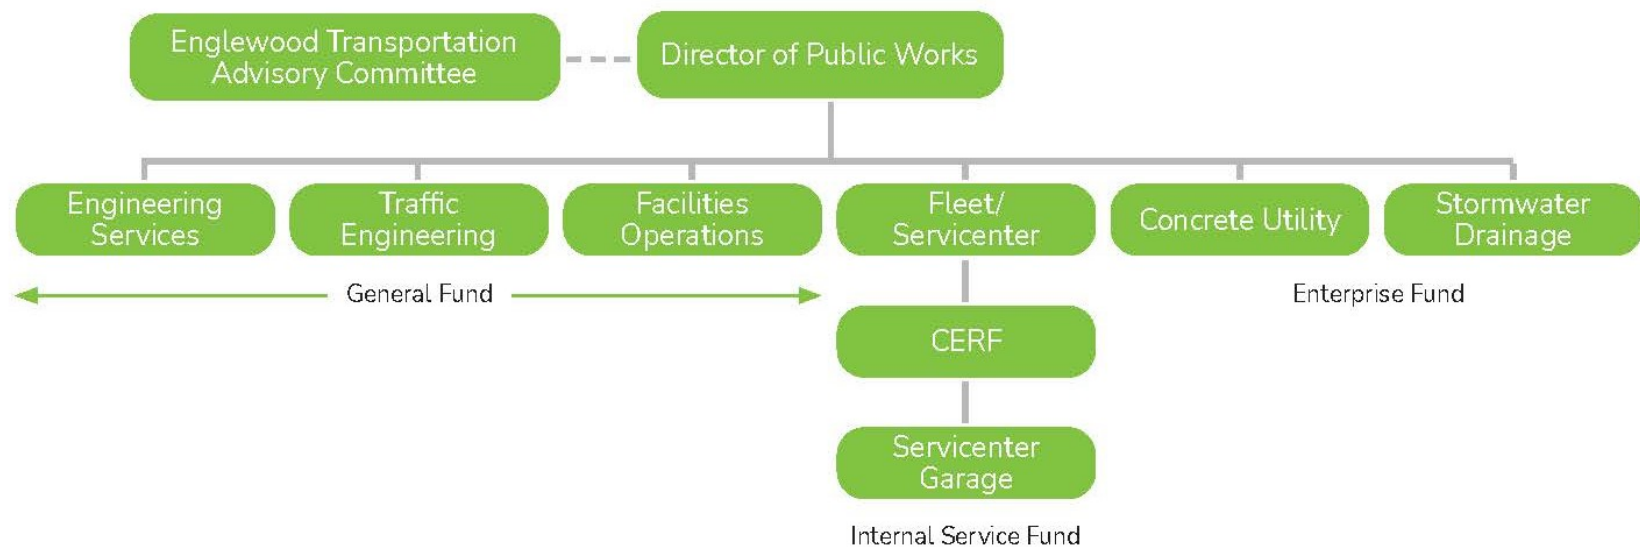 Englewood Transportation
Advisory Committee
Director of Public Works
Engineering
Services
Traffic
Engineering
Facilities
Operations
Fleet/
Servicenter
Concrete Utility
Stormwater
Drainage
General Fund
Enterprise Fund
CERF
Servicenter
Garage
Internal Service Fund